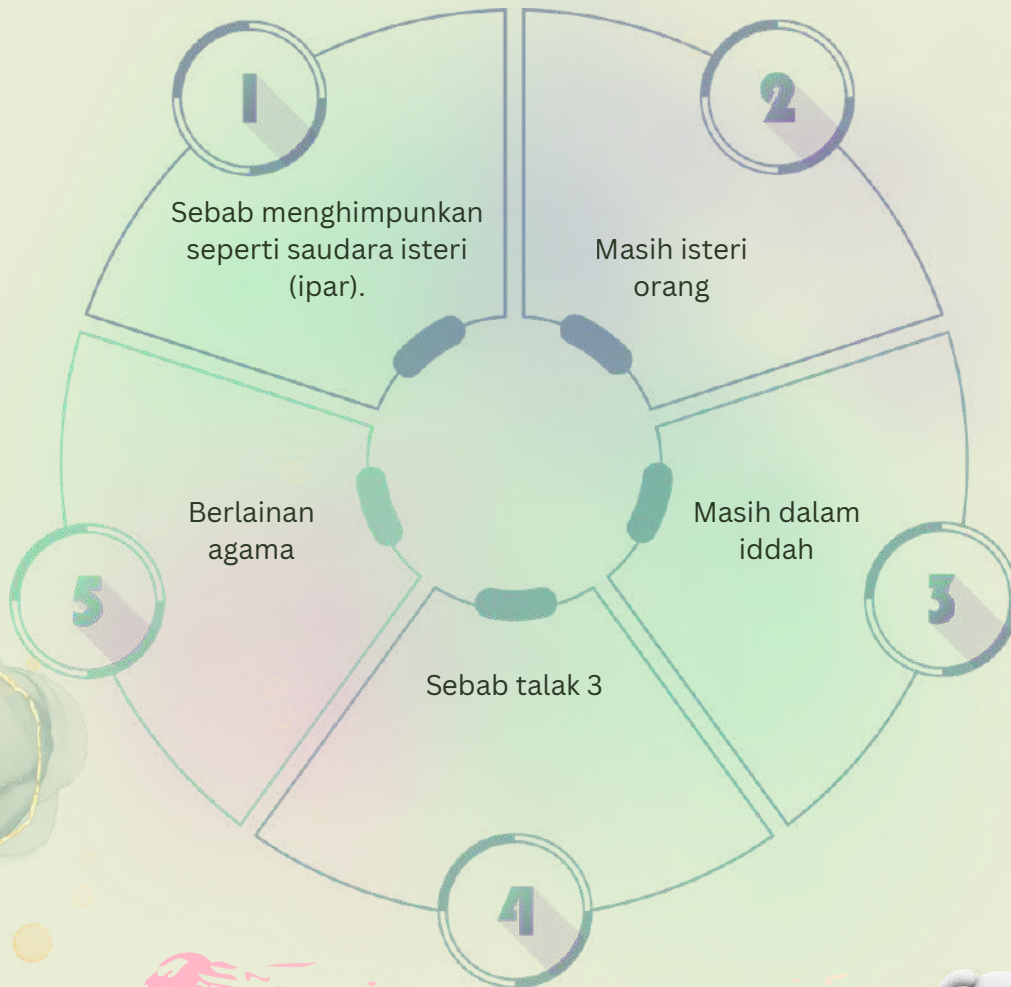 1
Sebab menghimpunkan
seperti saudara isteri
(ipar).
2
Masih isteri
orang
3
Masih dalam
iddah
4
Sebab talak 3
5
Berlainan
agama